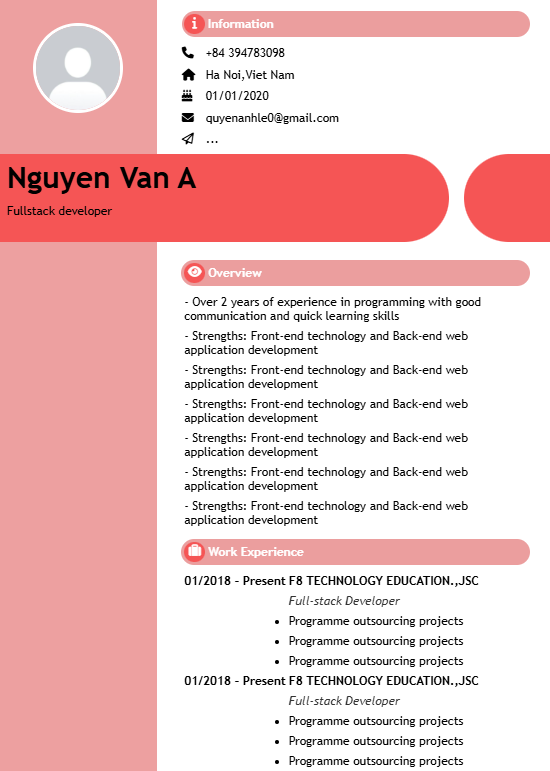 Information
+84 394783098
Ha Noi,Viet Nam
01/01/2020
quyenanhle0@gmail.com
...
Nguyen Van A
Fullstack developer
Overview
- Over 2 years of experience in programming with good
communication and quick learning skills
- Strengths: Front-end technology and Back-end web
application development
- Strengths: Front-end technology and Back-end web
application development
- Strengths: Front-end technology and Back-end web
application development
- Strengths: Front-end technology and Back-end web
application development
- Strengths: Front-end technology and Back-end web
application development
- Strengths: Front-end technology and Back-end web
application development
Work Experience
01/2018 – Present F8 TECHNOLOGY EDUCATION.,JSC
Full-stack Developer
• Programme outsourcing projects
• Programme outsourcing projects
• Programme outsourcing projects
01/2018 – Present F8 TECHNOLOGY EDUCATION.,JSC
Full-stack Developer
• Programme outsourcing projects
• Programme outsourcing projects
• Programme outsourcing projects